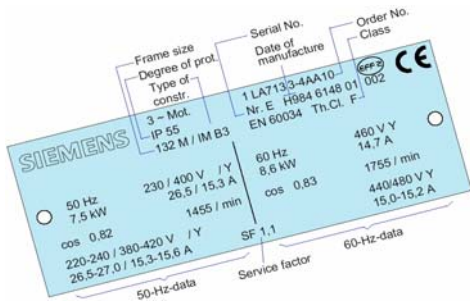 Serial No.
Order No.
Frame size
Date of
Class
Degree of prot.
manufacture
Type of
constr.
SIEMENS
3 ~ Mot.
1 LA7133-4AA10
EFF 2
CE
IP 55
Nr. E H984 6148 01 002
132 M / IM B3
EN 60034 Th.Cl. F
50 Hz 230 / 400 V /Y
7,5 kW 26,5 / 15,3 A
cos 0,82 1455 / min
220-240 / 380-420 V /Y
26,5-27,0 / 15,3-15,6 A
60 Hz 460 V Y
8,6 kW 14.7 A
cos 0,83 1755 / min
440/480 V Y
15,0-15,2 A
SF 1,1
50-Hz-data
Service factor
60-Hz-data